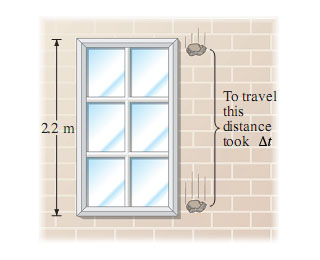 2.2 m
To travel
this
distance
took Δt